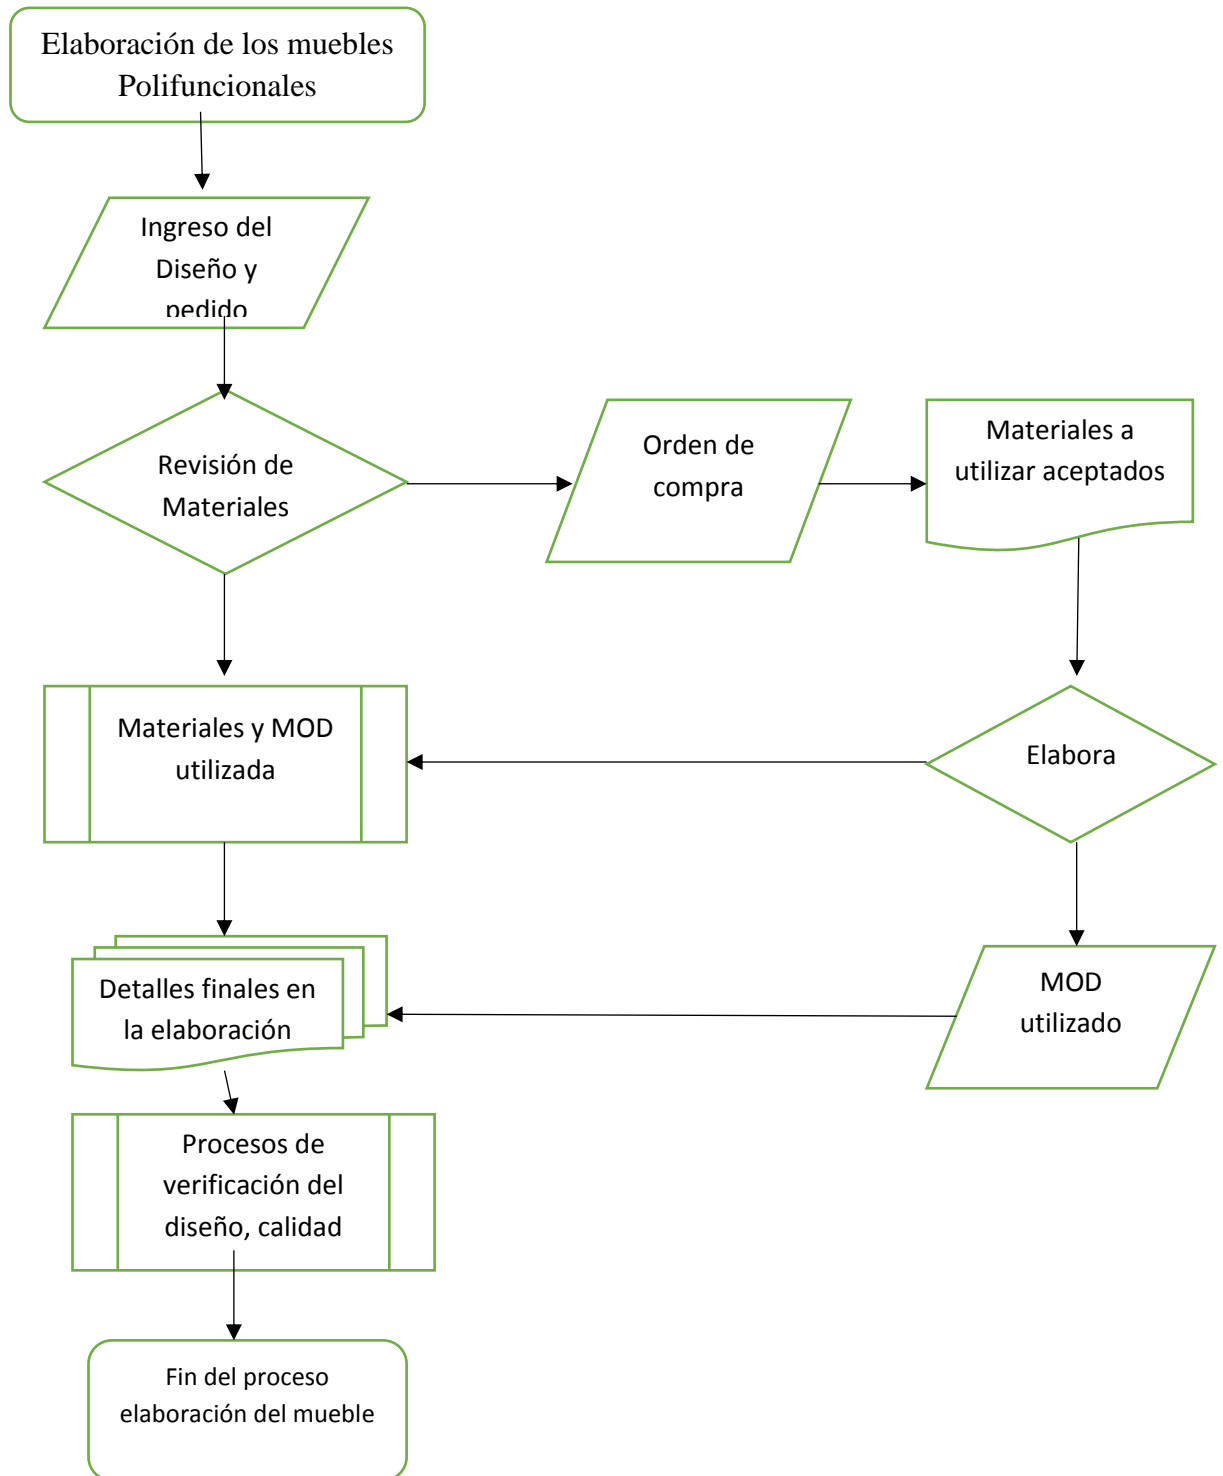 Elaboración de los muebles
Polifuncionales
Ingreso del
Diseño y
pedido
Revisión de
Materiales
Orden de
compra
Materiales a
utilizar aceptados
Materiales y MOD
utilizada
Elabora
Detalles finales en
la elaboración
MOD
utilizado
Procesos de
verificación del
diseño, calidad
Fin del proceso
elaboración del mueble